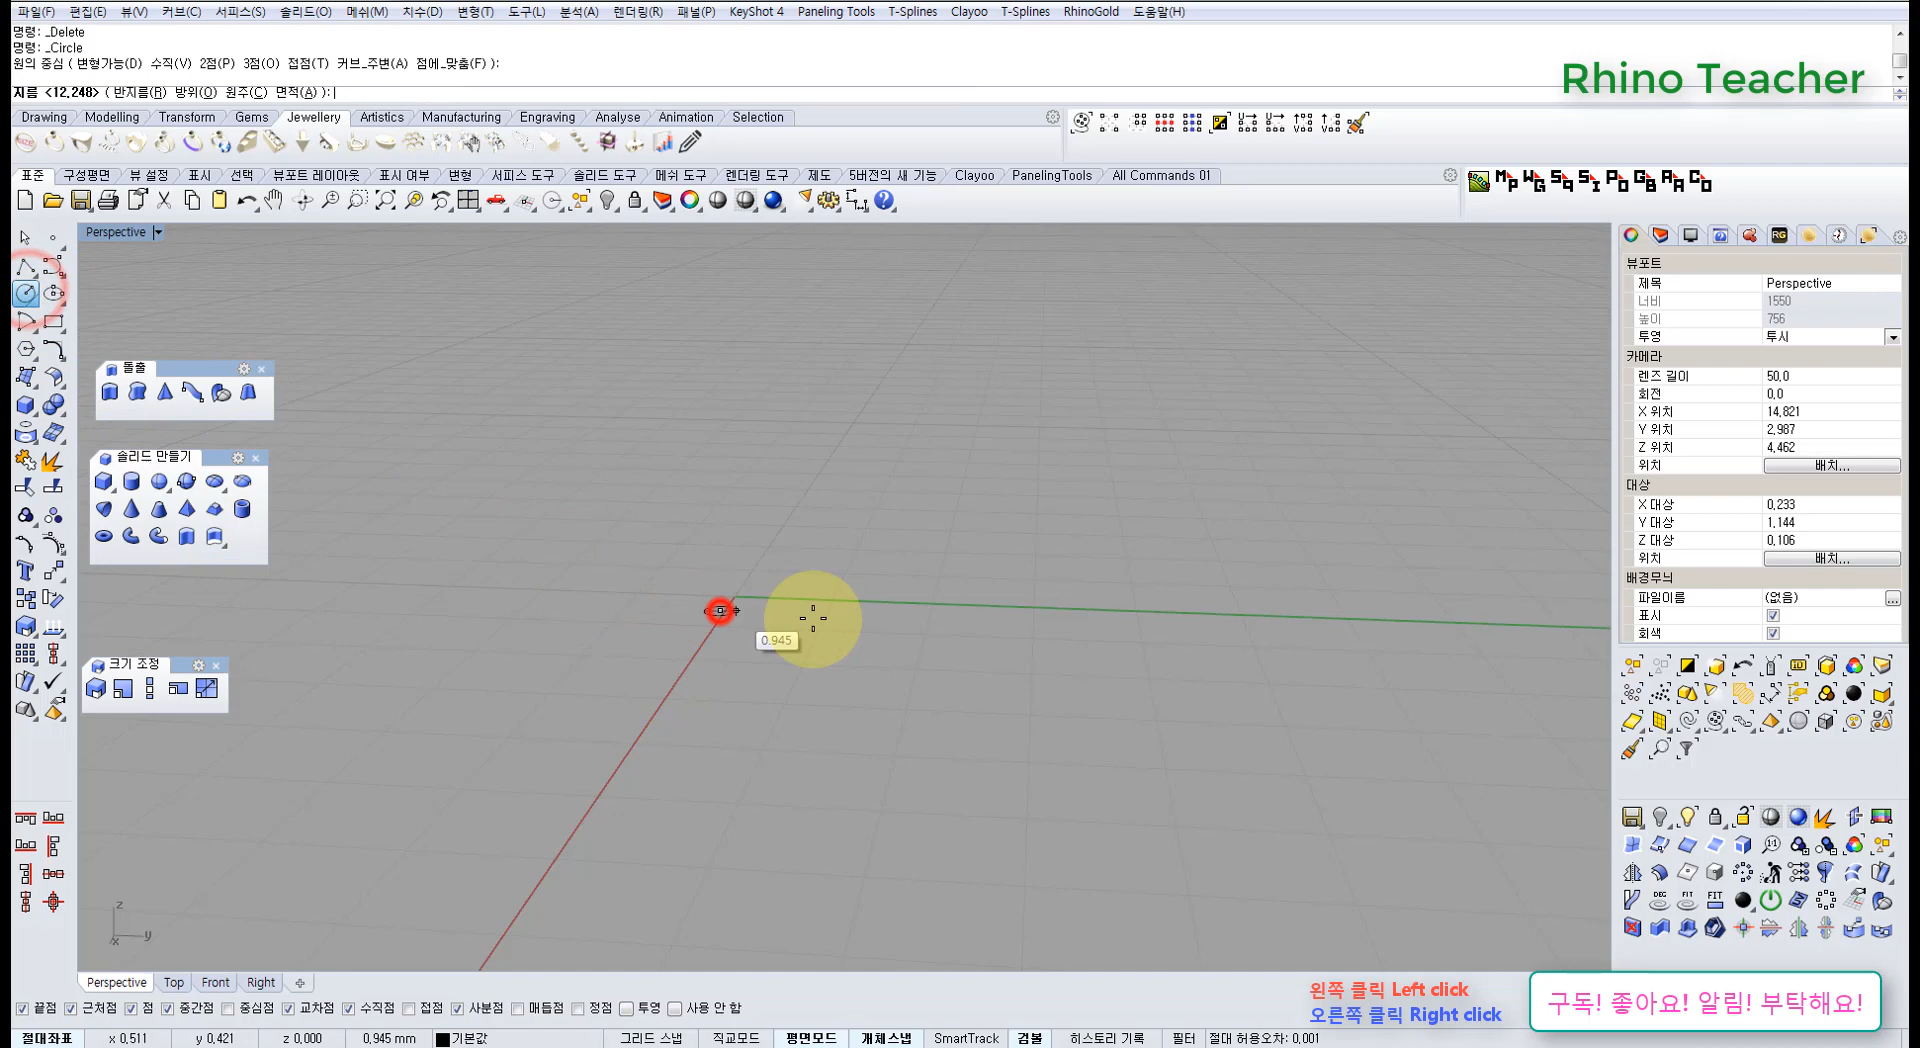 파일(F) 편집(E) 뷰(V) 커브(C) 서피스(S) 솔리드(O) 메쉬(M) 치수(D) 변형(T) 도구(L) 분석(A) 렌더링(R) 패널(P) KeyShot 4 Paneling Tools T-Splines Clayoo T-Splines RhinoGold 도움말(H)
명령: _Delete
명령: _Circle
원의 중심 ( 변형가능(D) 수직(V) 2점(P) 3점(O) 접점(T) 커브_주변(A) 점에_맞춤(F) ):
지름 <12,248> ( 반지름(R) 방위(O) 원주(C) 면적(A) ):
Rhino Teacher
Drawing Modelling Transform Gems Jewellery Artistics Manufacturing Engraving Analyse Animation Selection
표준 구성평면 뷰 설정 표시 선택 뷰포트 레이아웃 표시 여부 변형 서피스 도구 솔리드 도구 메쉬 도구 렌더링 도구 제도 5버전의 새 기능 Clayoo PanelingTools All Commands 01
Perspective
돌출
솔리드 만들기
크기 조정
0.945
z
y
x
뷰포트
제목 Perspective
너비 1550
높이 756
투영 투시
카메라
렌즈 길이 50,0
회전 0,0
X 위치 14,821
Y 위치 2,987
Z 위치 4,462
위치 배치...
대상
X 대상 0,233
Y 대상 1,144
Z 대상 0,106
위치 배치...
배경무늬
파일이름 (없음) ...
표시
회색
Perspective Top Front Right
끝점 근처점 점 중간점 중심점 교차점 수직점 접점 사분점 매듭점 정점 투영 사용 안 함
왼쪽 클릭 Left click
오른쪽 클릭 Right click
구독! 좋아요! 알림! 부탁해요!
절대좌표 x 0,511 y 0,421 z 0,000 0,945 mm 기본값 그리드 스냅 직교모드 평면모드 개체스냅 SmartTrack 검볼 히스토리 기록 필터 절대 허용오차: 0,001